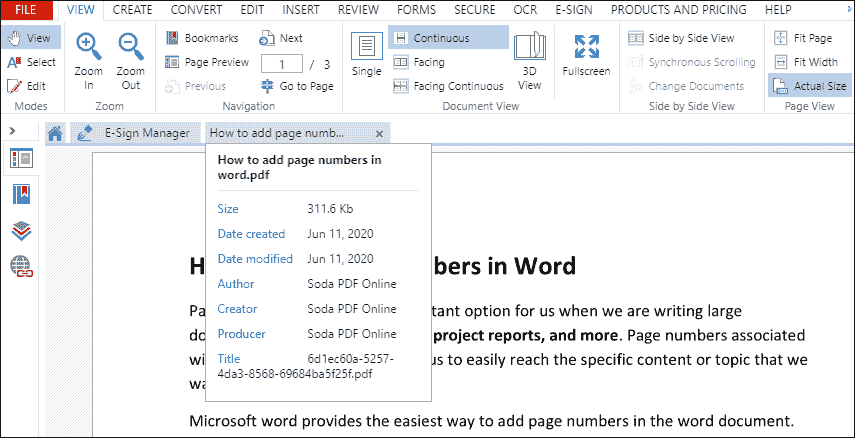 FILE VIEW CREATE CONVERT EDIT INSERT REVIEW FORMS SECURE OCR E-SIGN PRODUCTS AND PRICING HELP
View
Select
Edit
Modes
Zoom In
Zoom Out
Zoom
Bookmarks
Page Preview
Previous
Next
1 / 3
Go to Page
Navigation
Single
Continuous
Facing
Facing Continuous
3D View
Document View
Fullscreen
Side by Side View
Synchronous Scrolling
Change Documents
Side by Side View
Fit Page
Fit Width
Actual Size
Page View
E-Sign Manager
How to add page numb... ×
How to add page numbers in
word.pdf
Size 311.6 Kb
Date created Jun 11, 2020
Date modified Jun 11, 2020
Author Soda PDF Online
Creator Soda PDF Online
Producer Soda PDF Online
Title 6d1ec60a-5257-
4da3-8568-69684ba5f25f.pdf
H bers in Word
Pa tant option for us when we are writing large
do project reports, and more. Page numbers associated
wi us to easily reach the specific content or topic that we
wa
Microsoft word provides the easiest way to add page numbers in the word document.